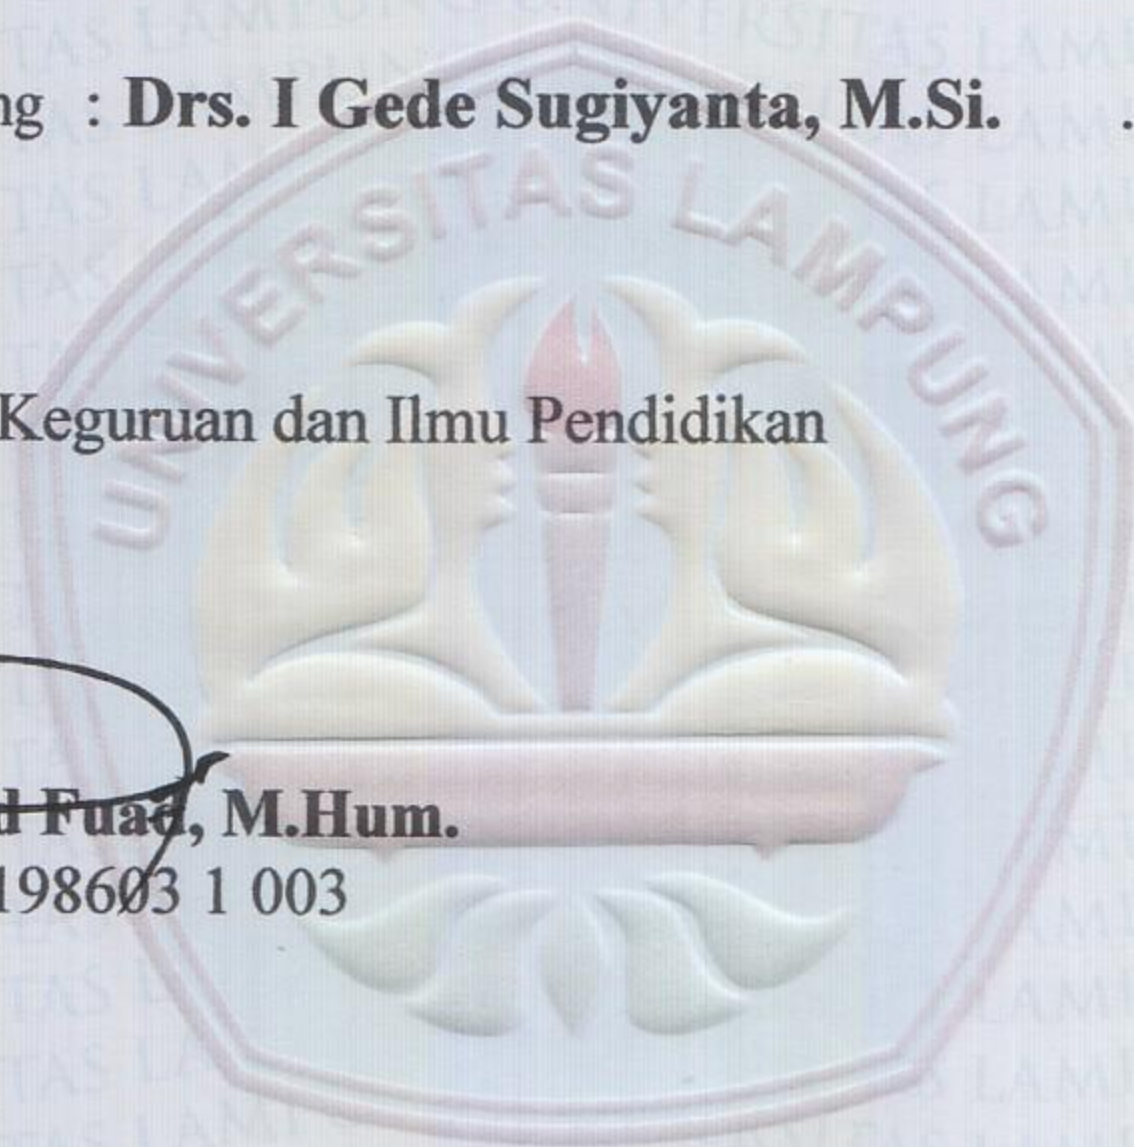 ng : Drs. I Gede Sugiyanta, M.Si. .
UNIVERSITAS LAMPUNG
Keguruan dan Ilmu Pendidikan
d Fuad, M.Hum.
198603 1 003